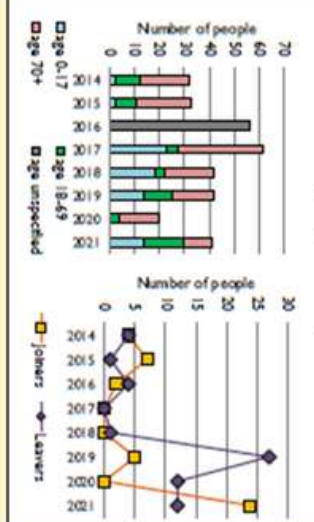 Number of people
0 10 20 30 40 50 60 70
2014
2015
2016
2017
2018
2019
2020
2021
age 0-17
age 18-69
age 70+
age unspecified
Number of people
0 5 10 15 20 25 30
2014
2015
2016
2017
2018
2019
2020
2021
Joiners
Leavers